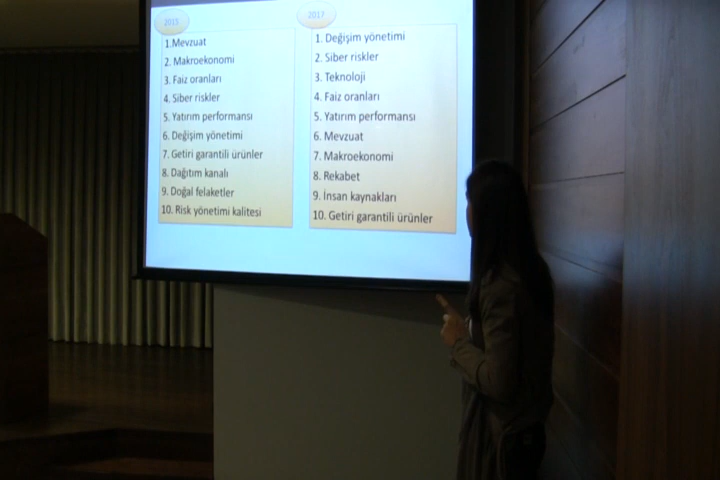 2015
1.Mevzuat
2. Makroekonomi
3. Faiz oranları
4. Siber riskler
5. Yatırım performansı
6. Değişim yönetimi
7. Getiri garantili ürünler
8. Dağıtım kanalı
9. Doğal felaketler
10. Risk yönetimi kalitesi
2017
1. Değişim yönetimi
2. Siber riskler
3. Teknoloji
4. Faiz oranları
5. Yatırım performansı
6. Mevzuat
7. Makroekonomi
8. Rekabet
9. İnsan kaynakları
10. Getiri garantili ürünler